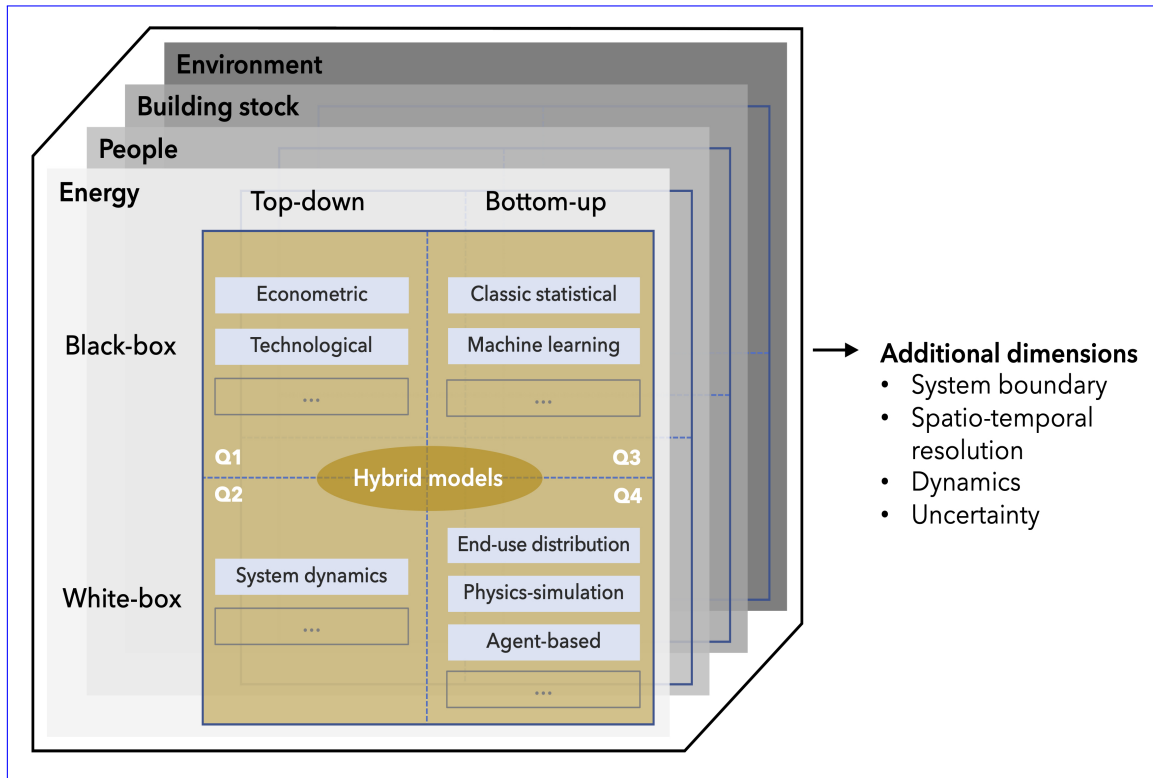 Environment
Building stock
People
Energy
Top-down
Bottom-up
Black-box
Econometric
Classic statistical
Technological
Machine learning
...
...
Q1
Q3
Hybrid models
Q2
Q4
White-box
System dynamics
...
End-use distribution
Physics-simulation
Agent-based
...
Additional dimensions
• System boundary
• Spatio-temporal
resolution
• Dynamics
• Uncertainty